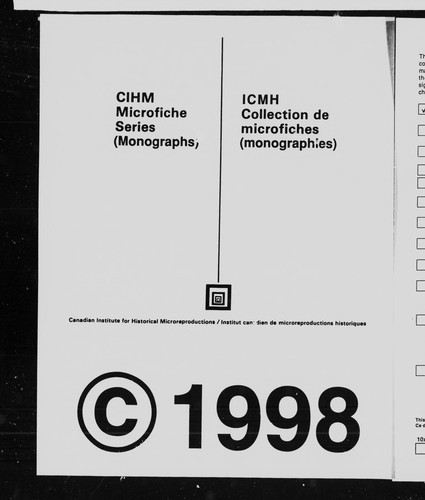 CIHM
Microfiche
Series
(Monographs)
ICMH
Collection de
microfiches
(monographies)
Canadian Institute for Historical Microreproductions / Institut canadien de microreproductions historiques
© 1998